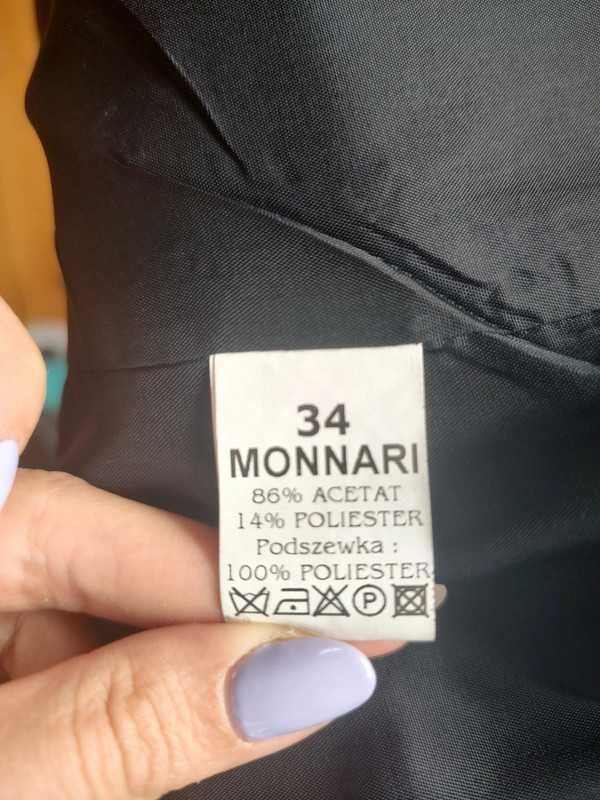 34
MONNARI
86% ACETAT
14% POLIESTER
Podszewka :
100% POLIESTER
P